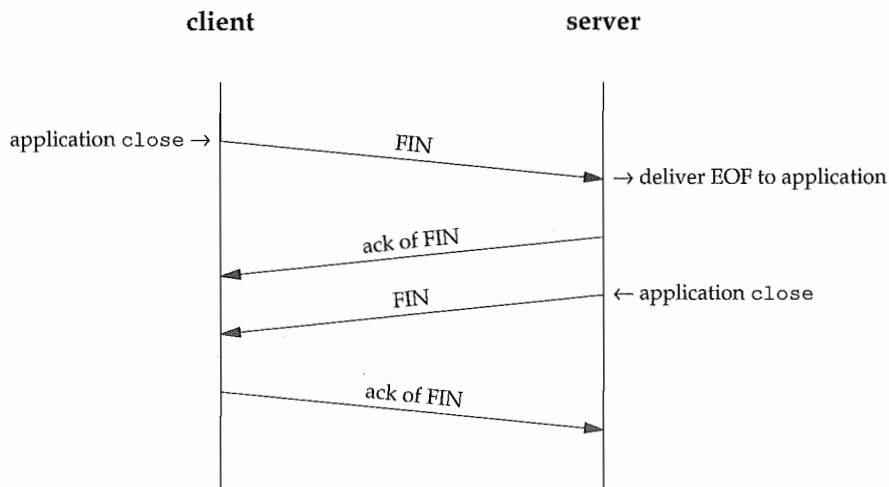 client
server
application close →
FIN
→ deliver EOF to application
ack of FIN
FIN
← application close
ack of FIN